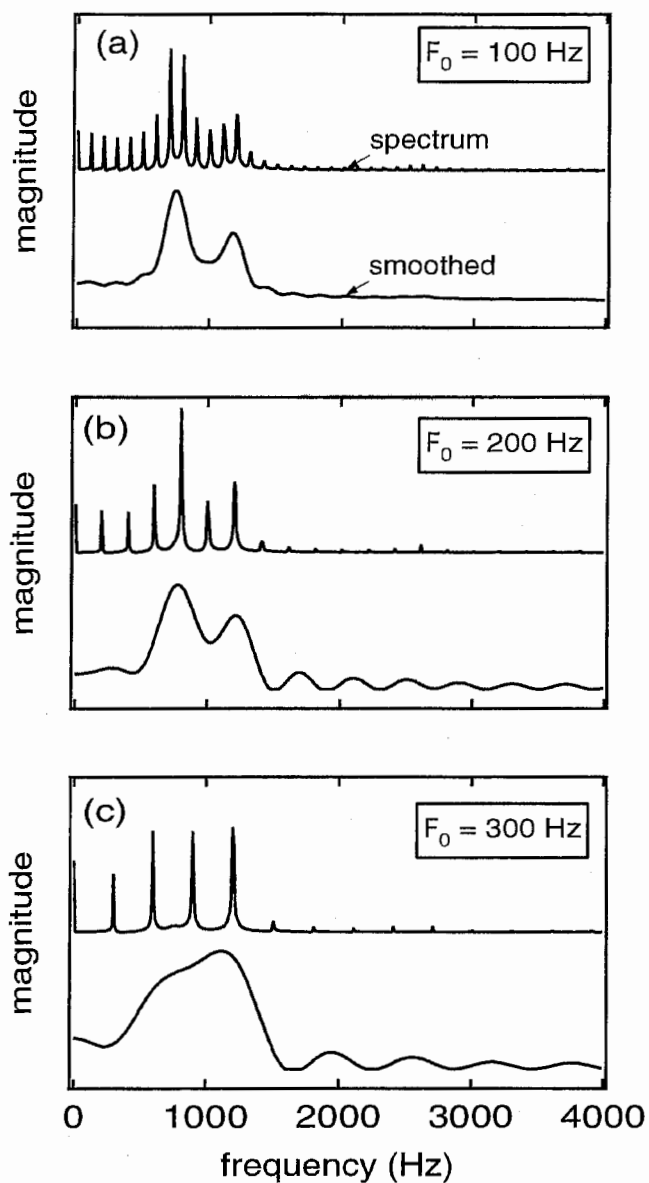 (a)
F₀ = 100 Hz
spectrum
smoothed
magnitude
(b)
F₀ = 200 Hz
magnitude
(c)
F₀ = 300 Hz
magnitude
0 1000 2000 3000 4000
frequency (Hz)